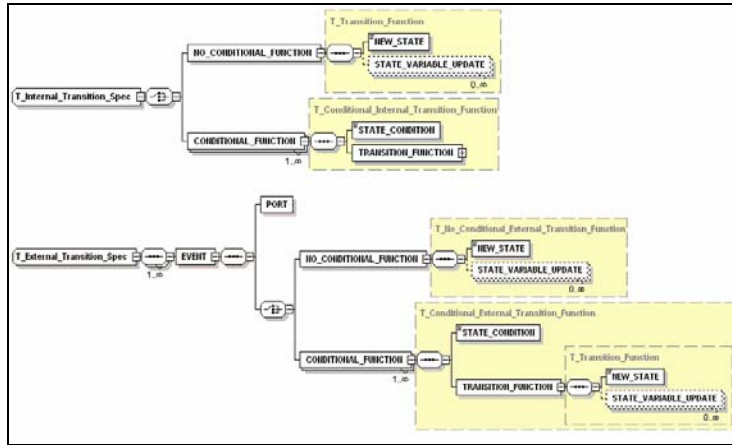 T_Transition_Function
NEW_STATE
NO_CONDITIONAL_FUNCTION
STATE_VARIABLE_UPDATE
0..∞
T_Internal_Transition_Spec
T_Conditional_Internal_Transition_Function
STATE_CONDITION
CONDITIONAL_FUNCTION
1..∞
TRANSITION_FUNCTION
PORT
T_No_Conditional_External_Transition_Function
NEW_STATE
T_External_Transition_Spec
1..∞
EVENT
NO_CONDITIONAL_FUNCTION
STATE_VARIABLE_UPDATE
0..∞
T_Conditional_External_Transition_Function
STATE_CONDITION
CONDITIONAL_FUNCTION
1..∞
T_Transition_Function
NEW_STATE
TRANSITION_FUNCTION
STATE_VARIABLE_UPDATE
0..∞